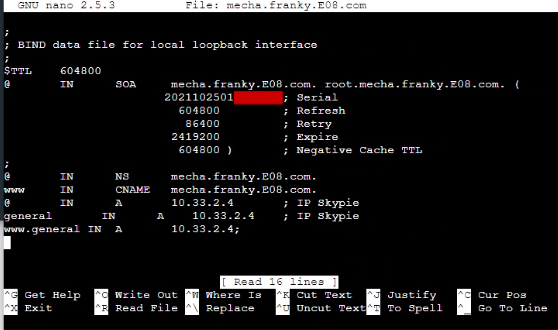 GNU nano 2.5.3 File: mecha.franky.E08.com
;
; BIND data file for local loopback interface
;
$TTL 604800
@ IN SOA mecha.franky.E08.com. root.mecha.franky.E08.com. (
2021102501 ; Serial
604800 ; Refresh
86400 ; Retry
2419200 ; Expire
604800 ) ; Negative Cache TTL
;
@ IN NS mecha.franky.E08.com.
www IN CNAME mecha.franky.E08.com.
@ IN A 10.33.2.4 ; IP Skypie
general IN A 10.33.2.4 ; IP Skypie
www.general IN A 10.33.2.4;
[ Read 16 lines ]
^G Get Help ^O Write Out ^W Where Is ^K Cut Text ^J Justify ^C Cur Pos
^X Exit ^R Read File ^\ Replace ^U Uncut Text ^T To Spell ^_ Go To Line